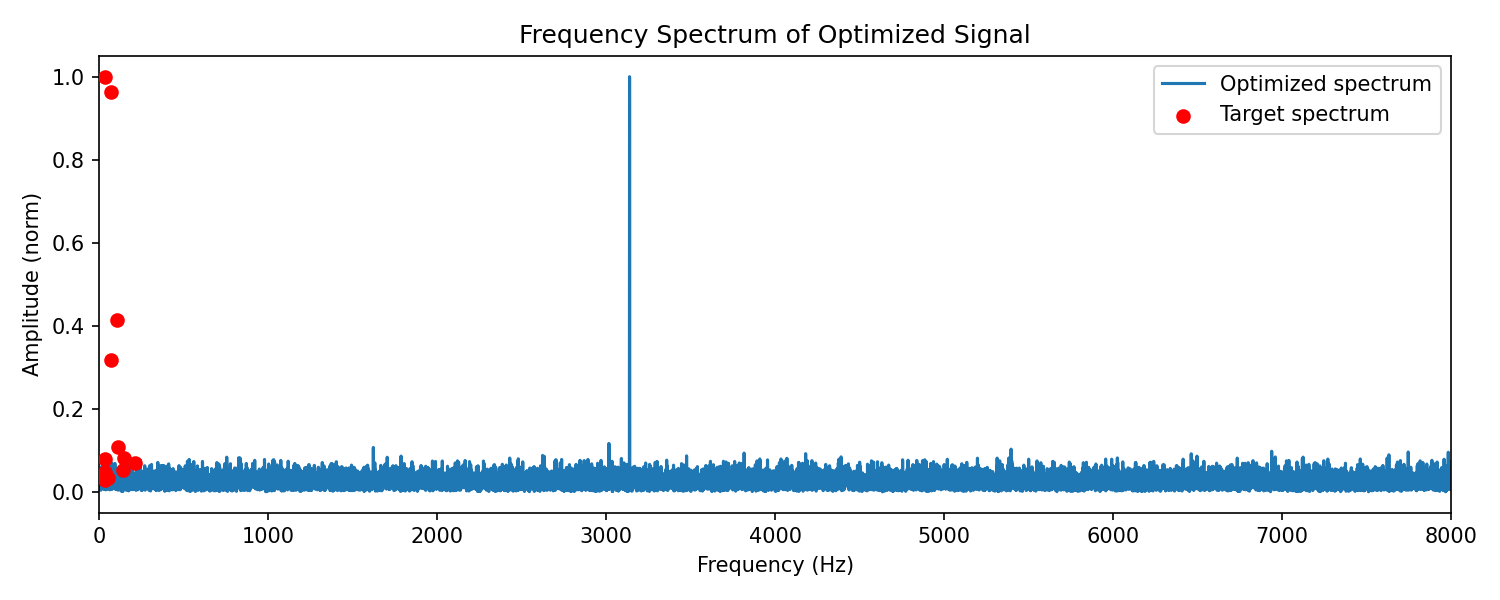 Frequency Spectrum of Optimized Signal
Optimized spectrum
Target spectrum
Amplitude (norm)
1.0
0.8
0.6
0.4
0.2
0.0
0 1000 2000 3000 4000 5000 6000 7000 8000
Frequency (Hz)